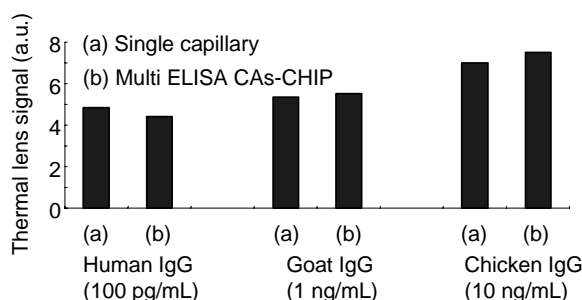 Thermal lens signal (a.u.)
8
6
4
2
0
(a) Single capillary
(b) Multi ELISA CAs-CHIP
(a) (b) (a) (b) (a) (b)
Human IgG Goat IgG Chicken IgG
(100 pg/mL) (1 ng/mL) (10 ng/mL)